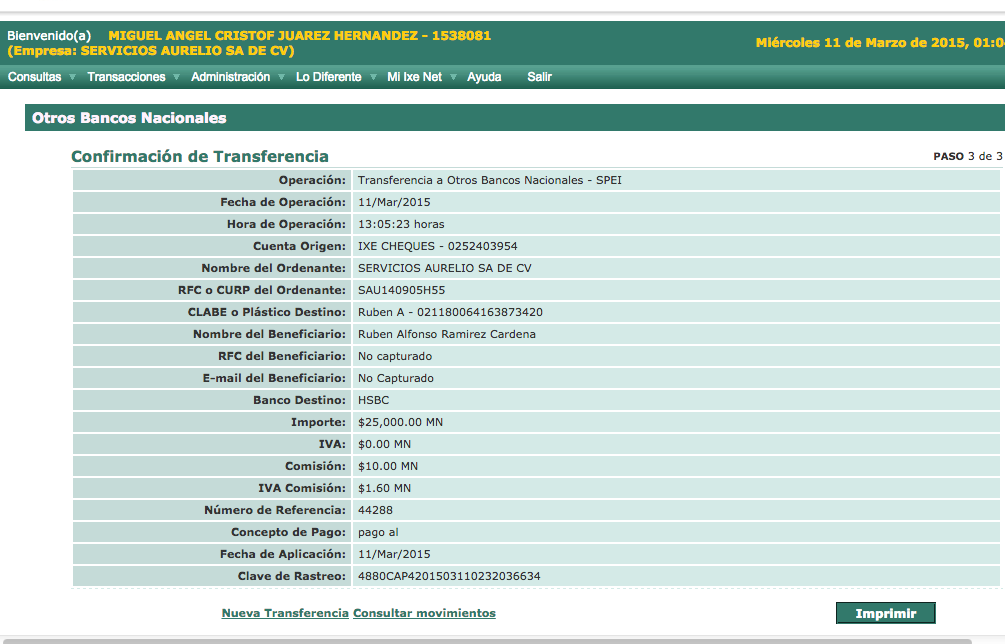 Bienvenido(a) MIGUEL ANGEL CRISTOF JUAREZ HERNANDEZ - 1538081
(Empresa: SERVICIOS AURELIO SA DE CV)
Miércoles 11 de Marzo de 2015, 01:0
Consultas Transacciones Administración Lo Diferente Mi Ixe Net Ayuda Salir
Otros Bancos Nacionales
Confirmación de Transferencia PASO 3 de 3
Operación: Transferencia a Otros Bancos Nacionales - SPEI
Fecha de Operación: 11/Mar/2015
Hora de Operación: 13:05:23 horas
Cuenta Origen: IXE CHEQUES - 0252403954
Nombre del Ordenante: SERVICIOS AURELIO SA DE CV
RFC o CURP del Ordenante: SAU140905H55
CLABE o Plástico Destino: Ruben A - 021180064163873420
Nombre del Beneficiario: Ruben Alfonso Ramirez Cardena
RFC del Beneficiario: No capturado
E-mail del Beneficiario: No Capturado
Banco Destino: HSBC
Importe: $25,000.00 MN
IVA: $0.00 MN
Comisión: $10.00 MN
IVA Comisión: $1.60 MN
Número de Referencia: 44288
Concepto de Pago: pago al
Fecha de Aplicación: 11/Mar/2015
Clave de Rastreo: 4880CAP4201503110232036634
Nueva Transferencia Consultar movimientos Imprimir